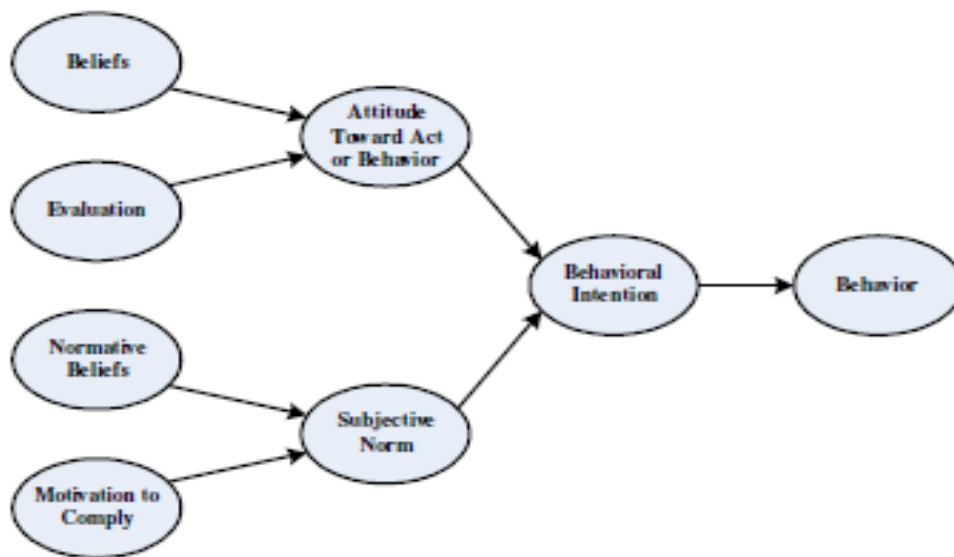 Beliefs
Attitude
Toward Act
or Behavior
Evaluation
Behavioral
Intention
Behavior
Normative
Beliefs
Subjective
Norm
Motivation to
Comply